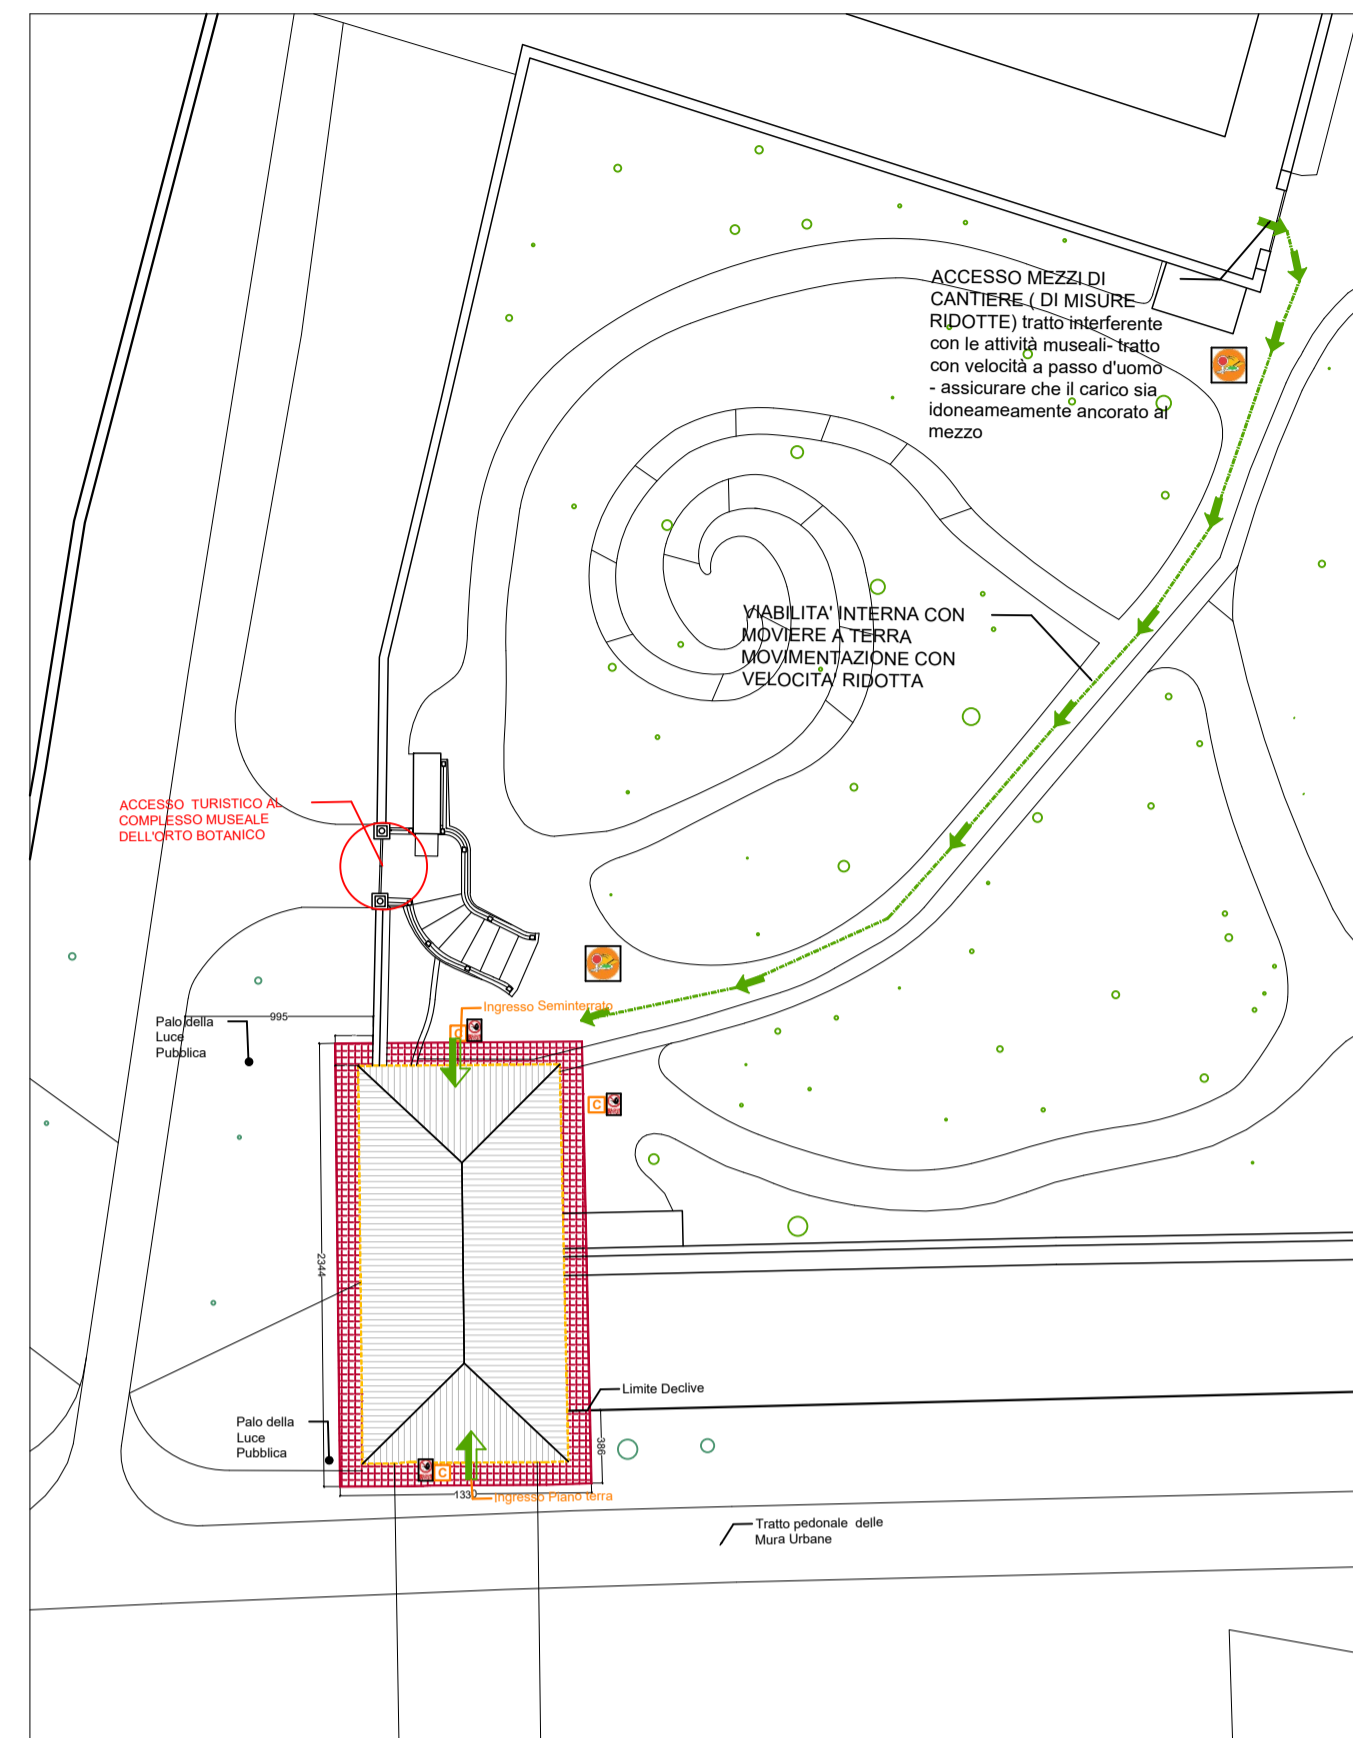 ACCESSO MEZZI DI
CANTIERE ( DI MISURE
RIDOTTE) tratto interferente
con le attività museali- tratto
con velocità a passo d'uomo
- assicurare che il carico sia
idoneameamente ancorato al
mezzo
VIABILITA' INTERNA CON
MOVIERE A TERRA
MOVIMENTAZIONE CON
VELOCITA' RIDOTTA
ACCESSO TURISTICO AL
COMPLESSO MUSEALE
DELL'ORTO BOTANICO
Ingresso Seminterrato
995
Palo della
Luce
Pubblica
C
C
2344
Limite Declive
Palo della
Luce
Pubblica
386
C
1330
Ingresso Piano terra
Tratto pedonale delle
Mura Urbane